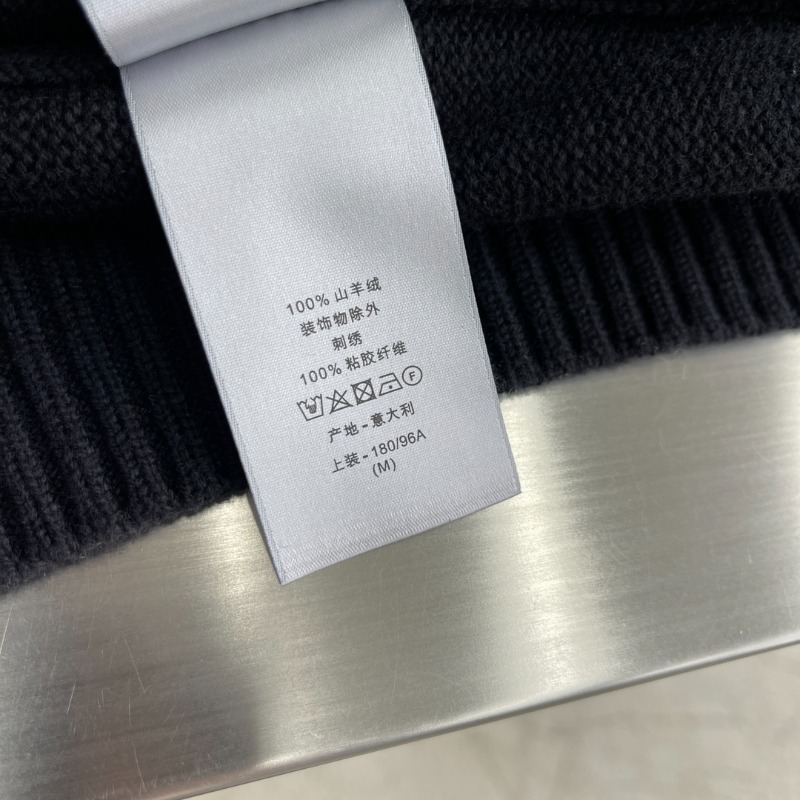 100% 山羊绒
装饰物除外
刺绣
100% 粘胶纤维
F
产地-意大利
上装-180/96A
(M)